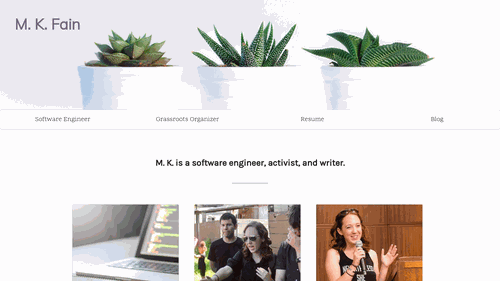 M. K. Fain
Software Engineer
Grassroots Organizer
Resume
Blog
M. K. is a software engineer, activist, and writer.